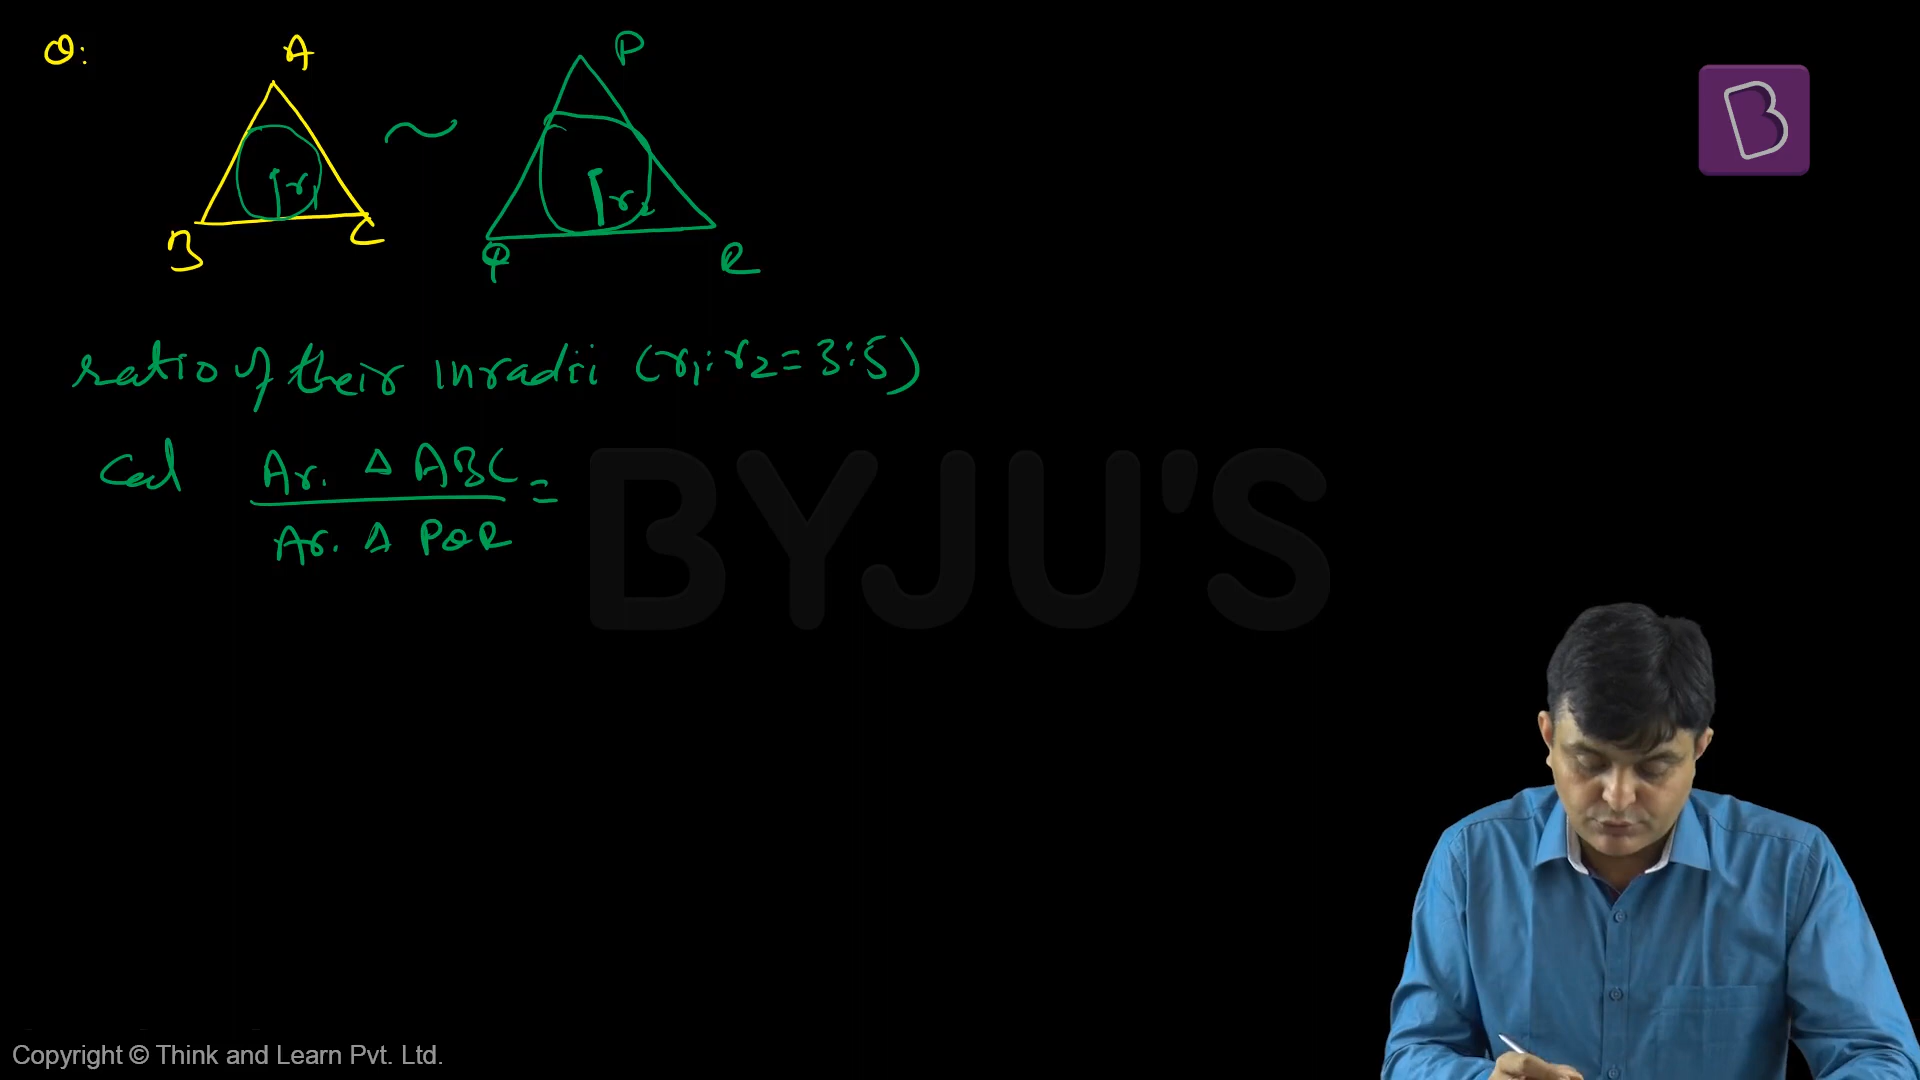 Q:
A
P
B
~
r1
r2
B
C
Q
R
ratio of their inradii (r1:r2=3:5)
Cal Ar. Δ ABC =
Ar. Δ PQR
BYJU'S
Copyright © Think and Learn Pvt. Ltd.